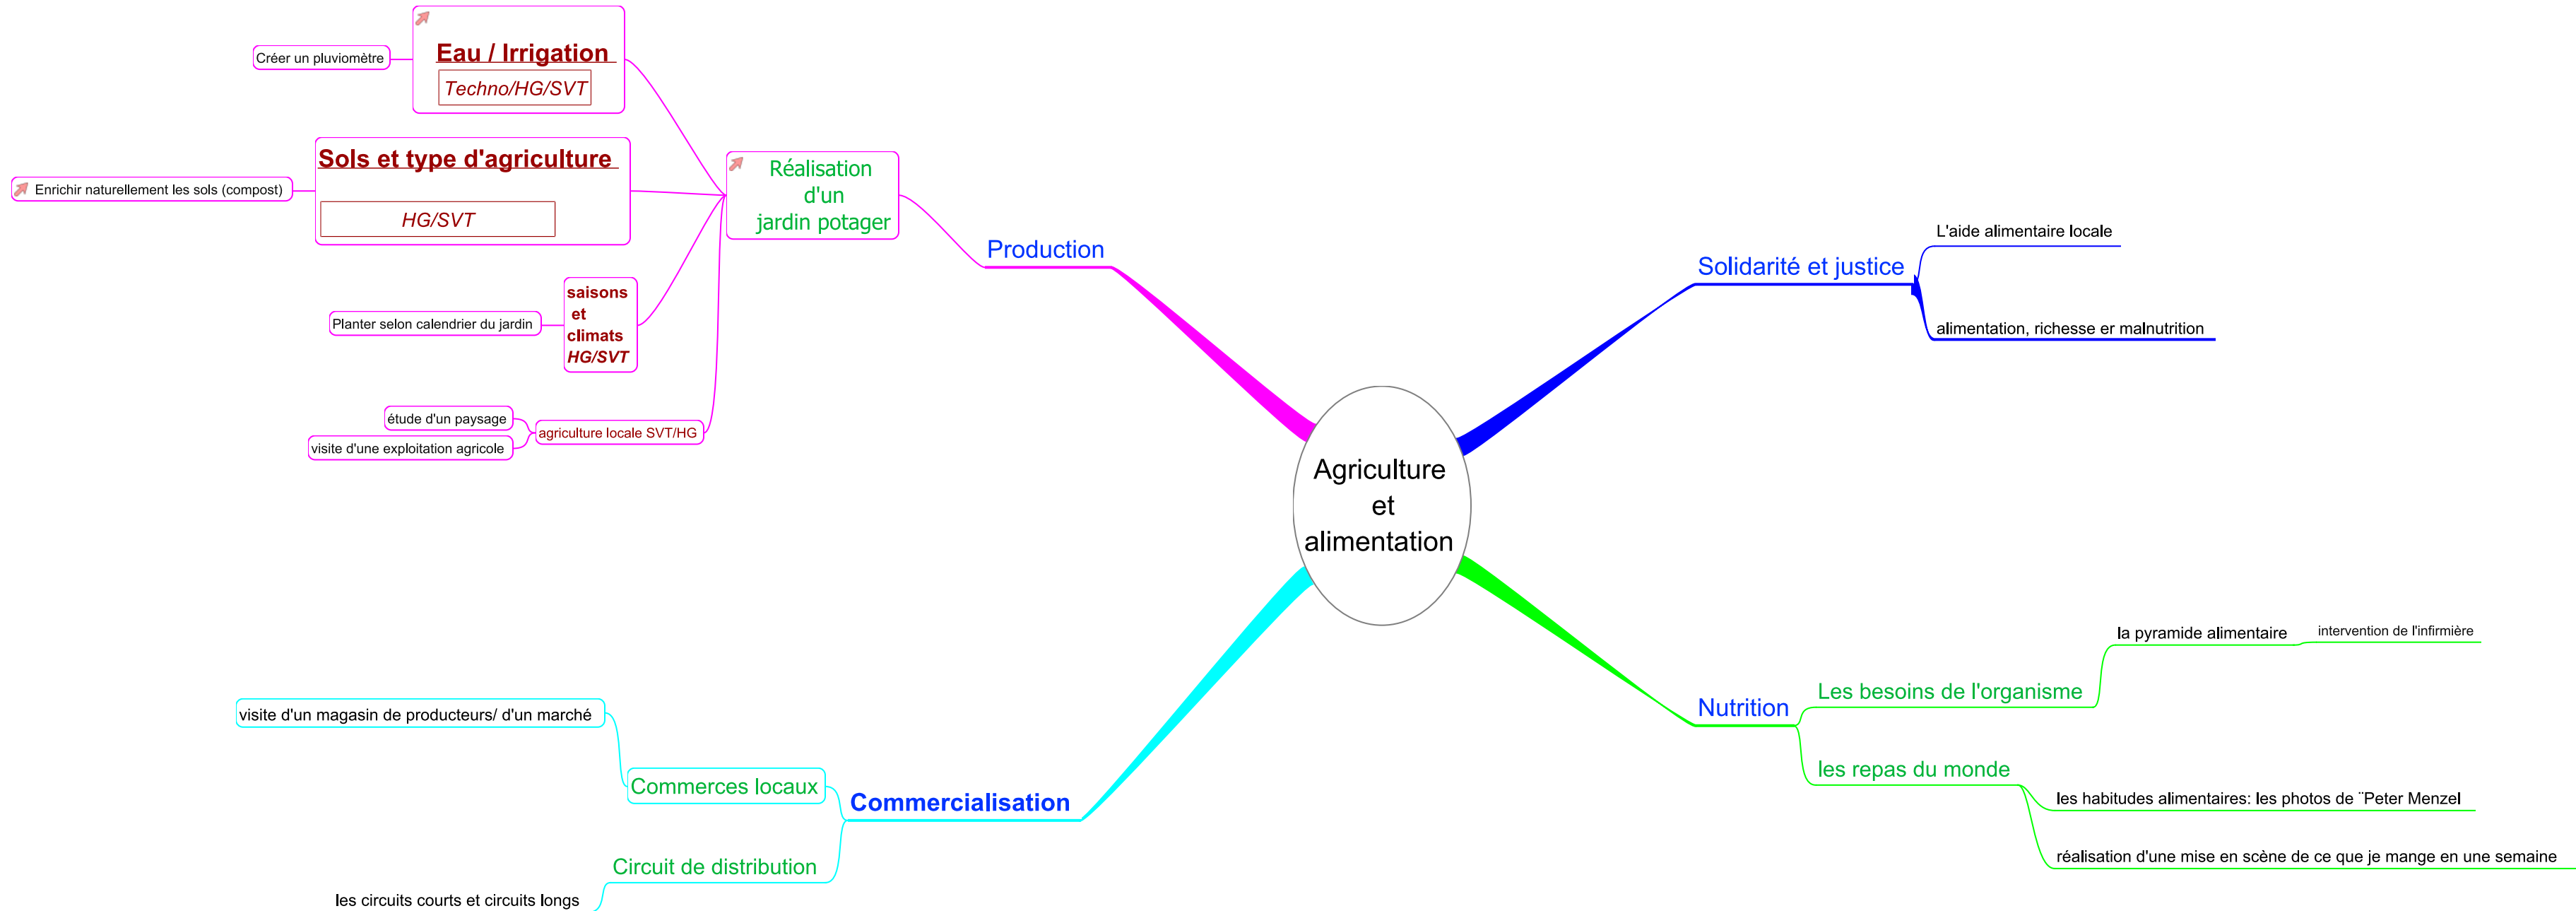 Agriculture
et
alimentation
Production
Réalisation
d'un
jardin potager
Eau / Irrigation
Techno/HG/SVT
Créer un pluviomètre
Sols et type d'agriculture
HG/SVT
Enrichir naturellement les sols (compost)
saisons
et
climats
HG/SVT
Planter selon calendrier du jardin
agriculture locale SVT/HG
étude d'un paysage
visite d'une exploitation agricole
Solidarité et justice
L'aide alimentaire locale
alimentation, richesse er malnutrition
Nutrition
Les besoins de l'organisme
la pyramide alimentaire
intervention de l'infirmière
les repas du monde
les habitudes alimentaires: les photos de ¨Peter Menzel
réalisation d'une mise en scène de ce que je mange en une semaine
Commercialisation
Commerces locaux
visite d'un magasin de producteurs/ d'un marché
Circuit de distribution
les circuits courts et circuits longs